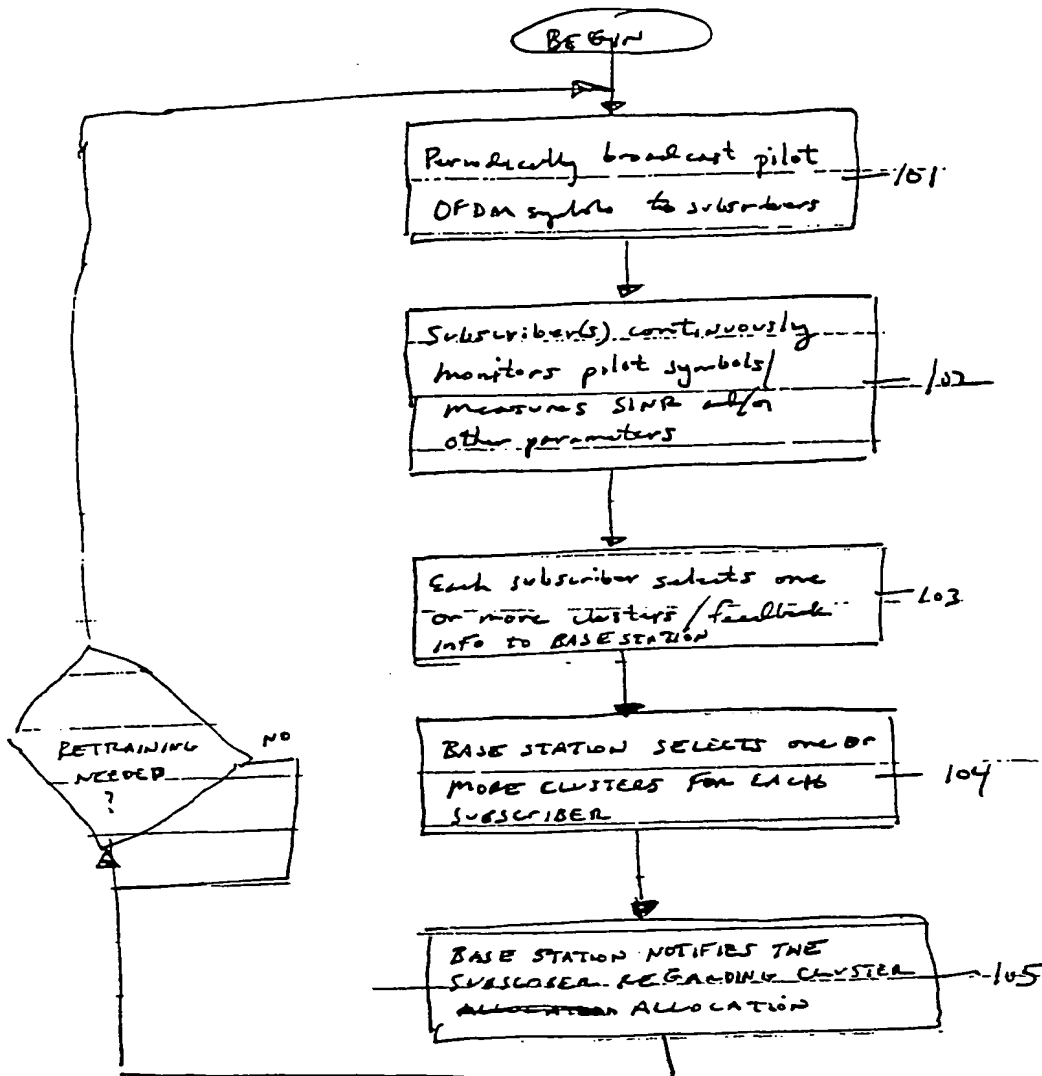 BEGIN
Periodically broadcast pilot
OFDM symbols to subscribers
101
Subscriber(s) continuously
monitors pilot symbols/
measures SINR and/or
other parameters
102
Each subscriber selects one
or more clusters/feedback
info to BASE STATION
103
BASE STATION SELECTS one or
MORE CLUSTERS FOR EACH
SUBSCRIBER
104
RETRAINING
NEEDED
?
NO
BASE STATION NOTIFIES THE
SUBSCRIBER REGARDING CLUSTER
ALLOCATION
105